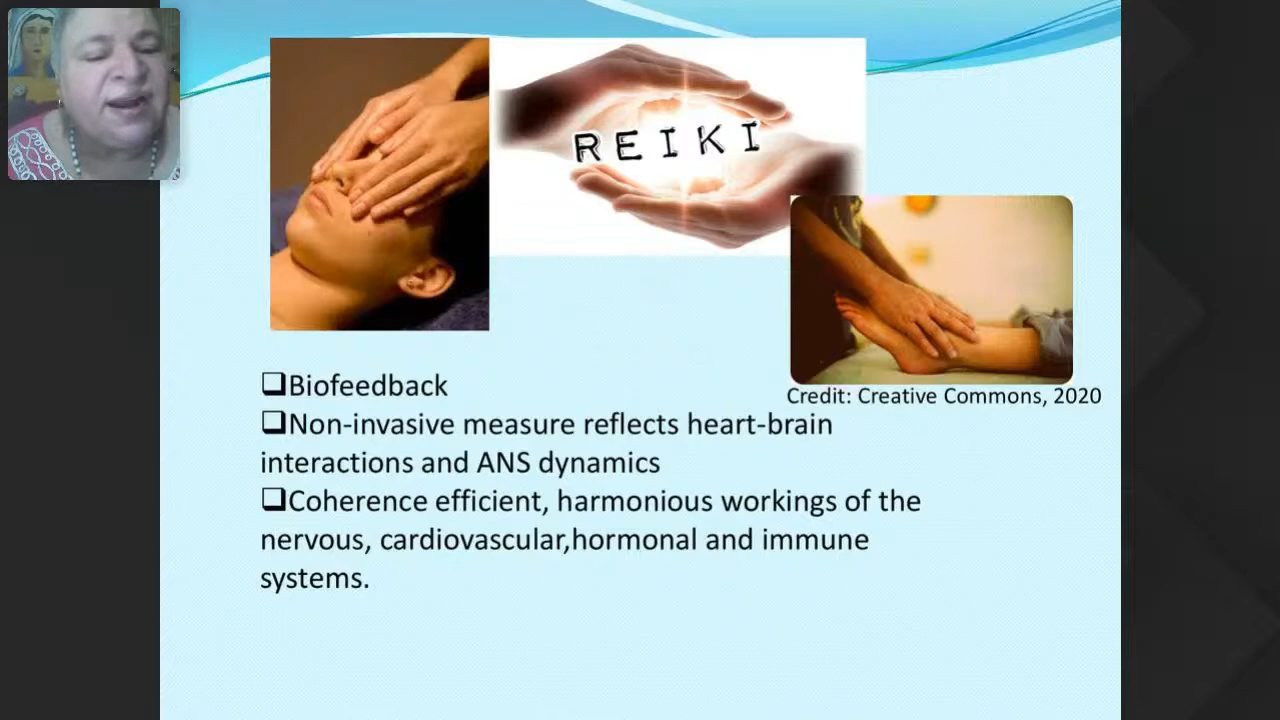 REIKI
Credit: Creative Commons, 2020
❑Biofeedback
❑Non-invasive measure reflects heart-brain
interactions and ANS dynamics
❑Coherence efficient, harmonious workings of the
nervous, cardiovascular,hormonal and immune
systems.